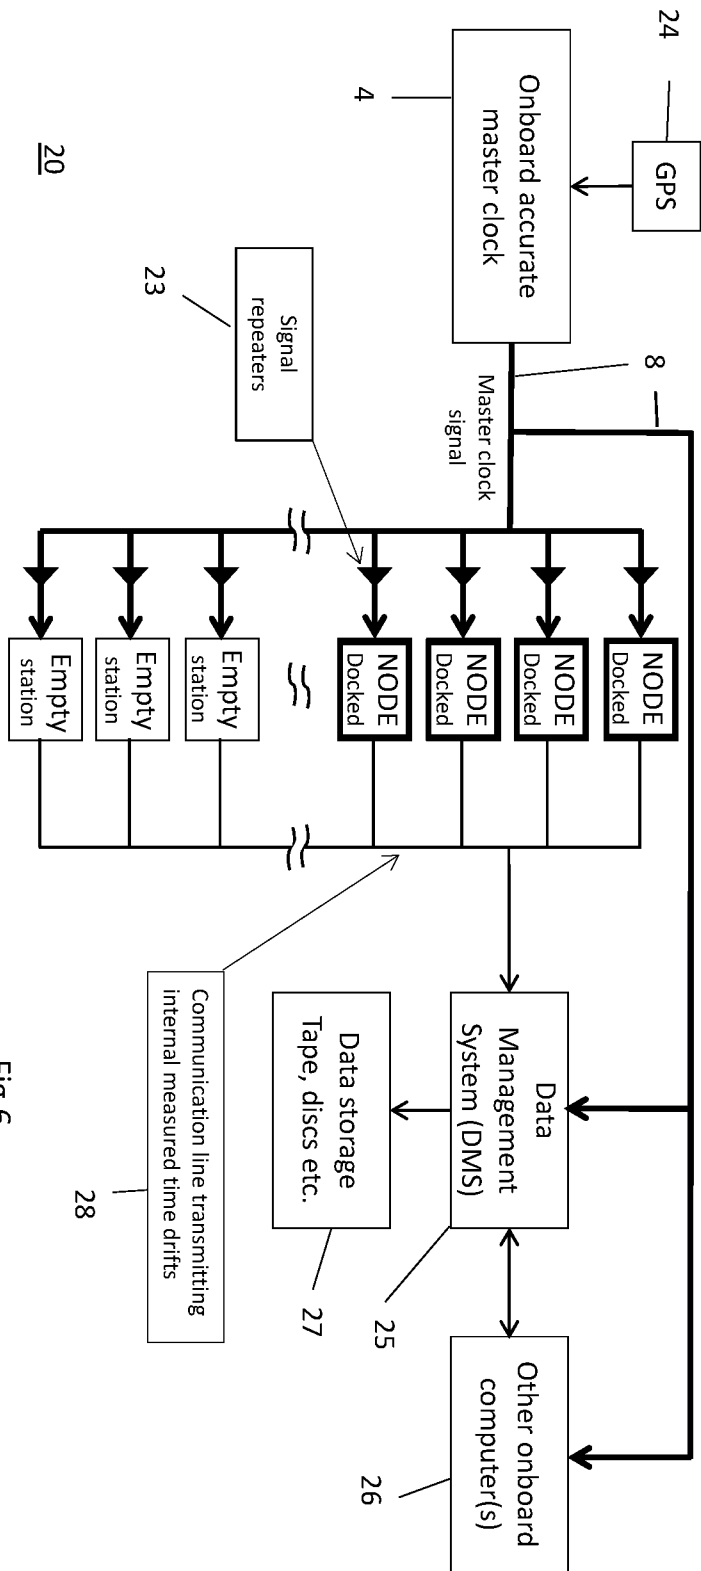 24
GPS
4
Onboard accurate
master clock
20
8
Master clock
signal
23
Signal
repeaters
NODE
Docked
NODE
Docked
NODE
Docked
NODE
Docked
Empty
station
Empty
station
Empty
station
Data
Management
System (DMS)
25
Other onboard
computer(s)
26
Data storage
Tape, discs etc.
27
Communication line transmitting
internal measured time drifts
28
Fig 6